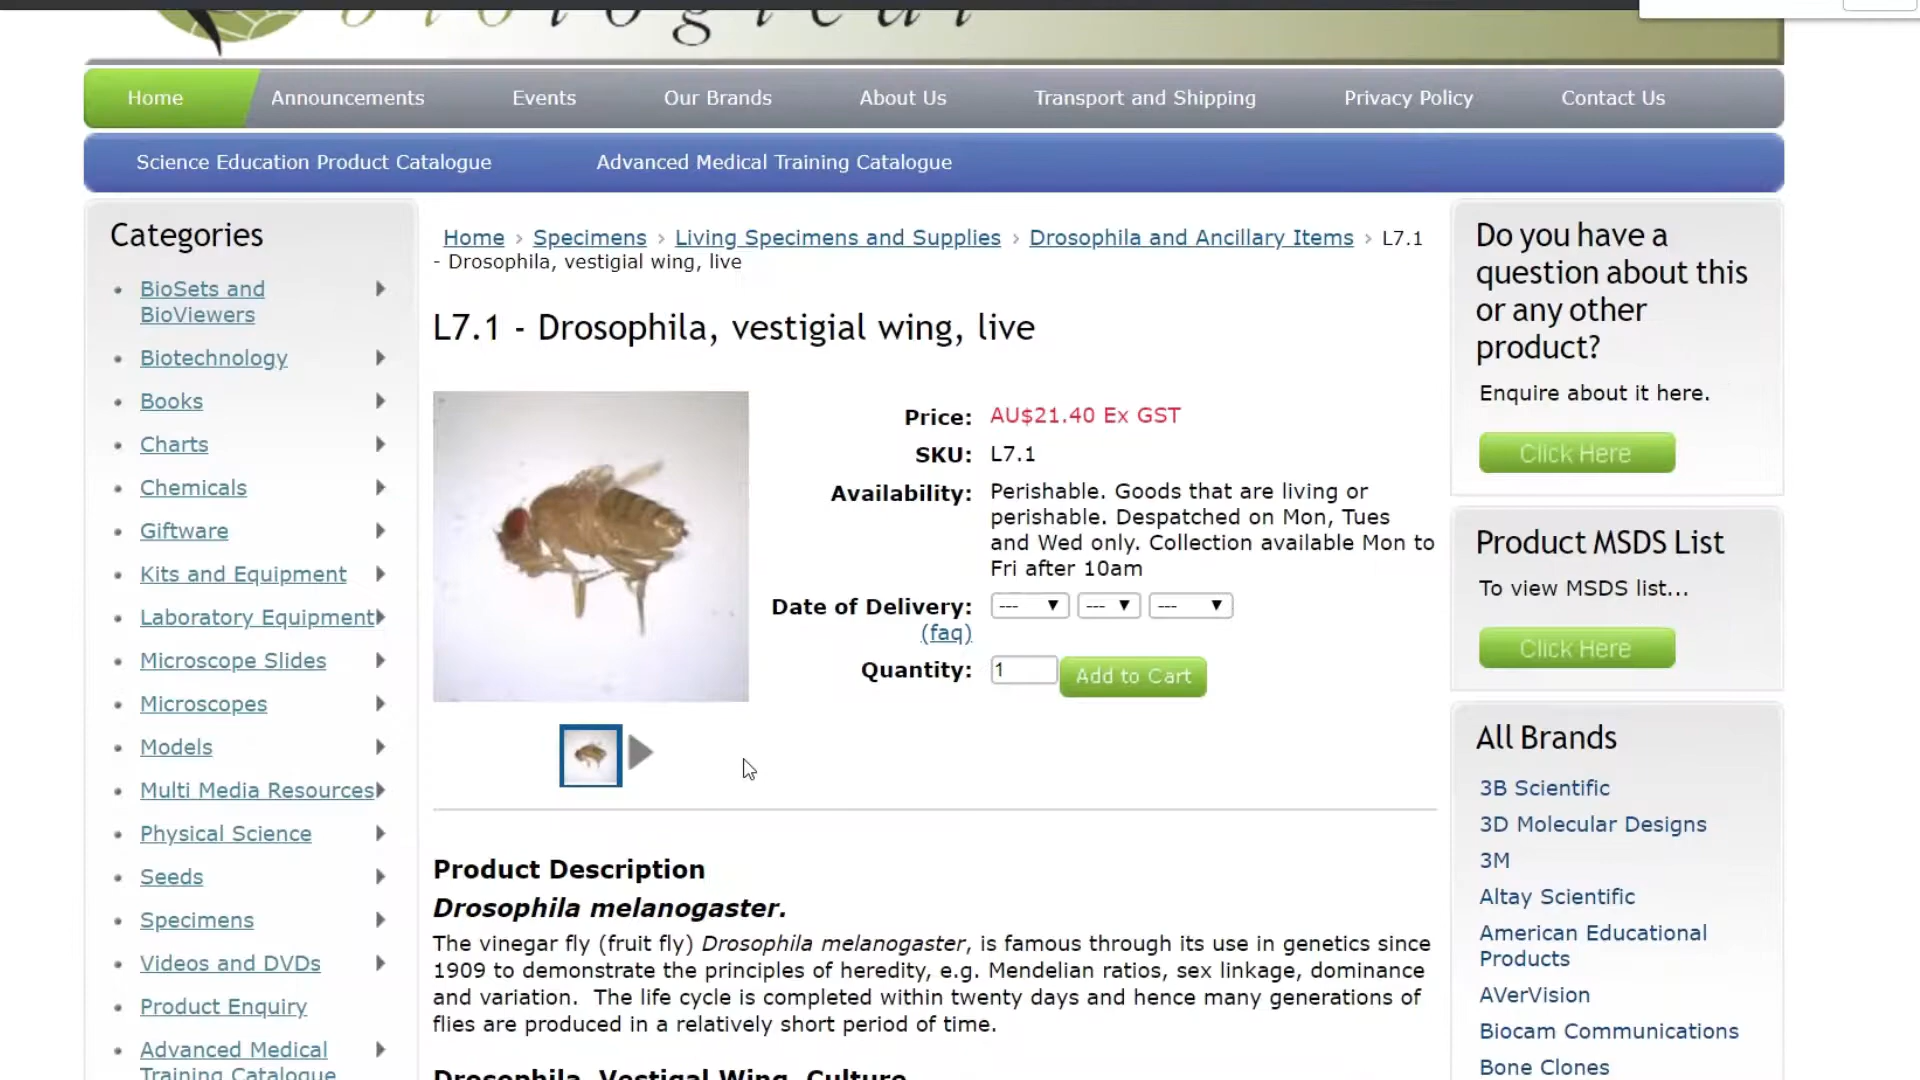 biological
Home
Announcements
Events
Our Brands
About Us
Transport and Shipping
Privacy Policy
Contact Us
Science Education Product Catalogue
Advanced Medical Training Catalogue
Categories
BioSets and
BioViewers
Biotechnology
Books
Charts
Chemicals
Giftware
Kits and Equipment
Laboratory Equipment
Microscope Slides
Microscopes
Models
Multi Media Resources
Physical Science
Seeds
Specimens
Videos and DVDs
Product Enquiry
Advanced Medical
Training Catalogue
Home › Specimens › Living Specimens and Supplies › Drosophila and Ancillary Items › L7.1
- Drosophila, vestigial wing, live
L7.1 - Drosophila, vestigial wing, live
Price: AU$21.40 Ex GST
SKU: L7.1
Availability: Perishable. Goods that are living or
perishable. Despatched on Mon, Tues
and Wed only. Collection available Mon to
Fri after 10am
Date of Delivery: --- --- ---
(faq)
Quantity: 1 Add to Cart
Product Description
Drosophila melanogaster.
The vinegar fly (fruit fly) Drosophila melanogaster, is famous through its use in genetics since
1909 to demonstrate the principles of heredity, e.g. Mendelian ratios, sex linkage, dominance
and variation. The life cycle is completed within twenty days and hence many generations of
flies are produced in a relatively short period of time.
Drosophila, Vestigal Wing, Culture
Do you have a
question about this
or any other
product?
Enquire about it here.
Click Here
Product MSDS List
To view MSDS list...
Click Here
All Brands
3B Scientific
3D Molecular Designs
3M
Altay Scientific
American Educational
Products
AVerVision
Biocam Communications
Bone Clones